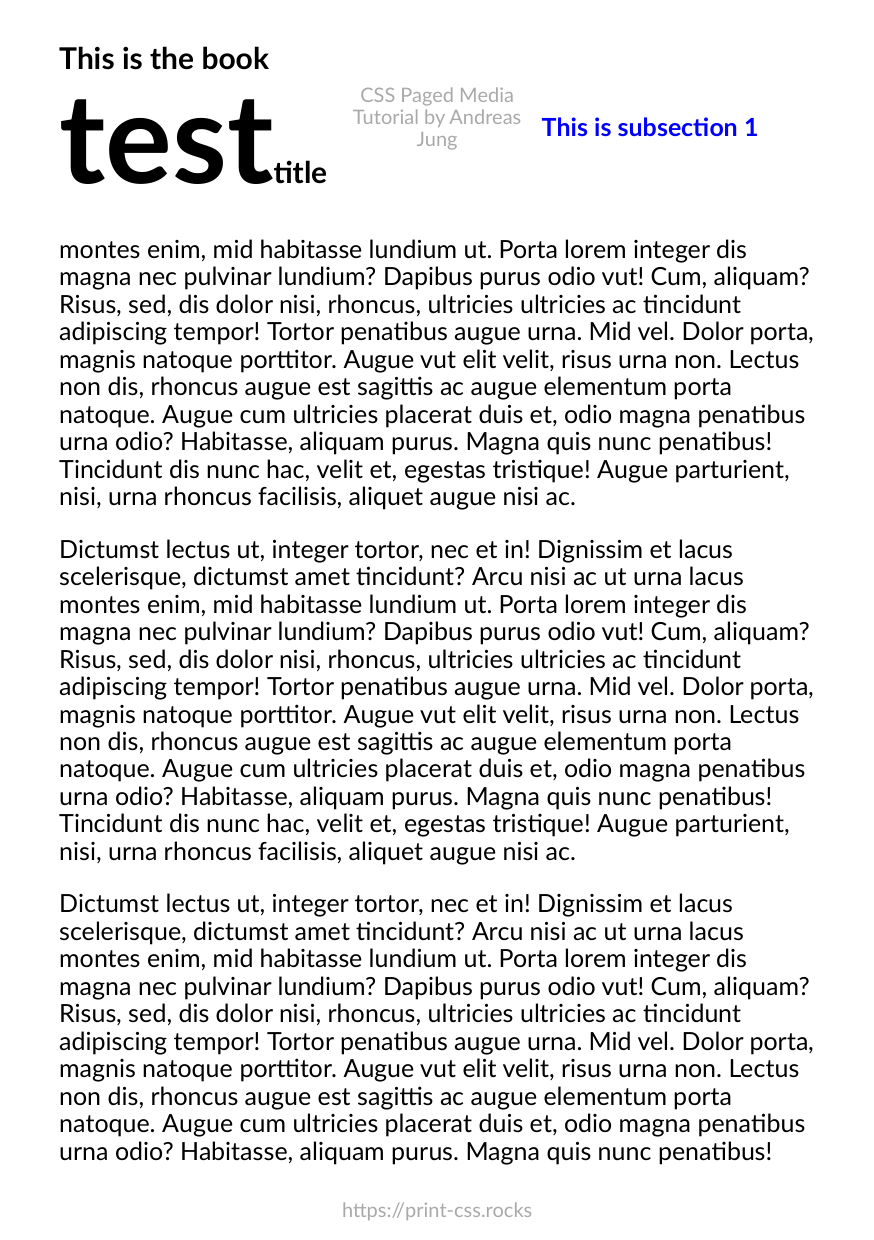 This is the book
testtitle
CSS Paged Media
Tutorial by Andreas
Jung
This is subsection 1
montes enim, mid habitasse lundium ut. Porta lorem integer dis
magna nec pulvinar lundium? Dapibus purus odio vut! Cum, aliquam?
Risus, sed, dis dolor nisi, rhoncus, ultricies ultricies ac tincidunt
adipiscing tempor! Tortor penatibus augue urna. Mid vel. Dolor porta,
magnis natoque porttitor. Augue vut elit velit, risus urna non. Lectus
non dis, rhoncus augue est sagittis ac augue elementum porta
natoque. Augue cum ultricies placerat duis et, odio magna penatibus
urna odio? Habitasse, aliquam purus. Magna quis nunc penatibus!
Tincidunt dis nunc hac, velit et, egestas tristique! Augue parturient,
nisi, urna rhoncus facilisis, aliquet augue nisi ac.
Dictumst lectus ut, integer tortor, nec et in! Dignissim et lacus
scelerisque, dictumst amet tincidunt? Arcu nisi ac ut urna lacus
montes enim, mid habitasse lundium ut. Porta lorem integer dis
magna nec pulvinar lundium? Dapibus purus odio vut! Cum, aliquam?
Risus, sed, dis dolor nisi, rhoncus, ultricies ultricies ac tincidunt
adipiscing tempor! Tortor penatibus augue urna. Mid vel. Dolor porta,
magnis natoque porttitor. Augue vut elit velit, risus urna non. Lectus
non dis, rhoncus augue est sagittis ac augue elementum porta
natoque. Augue cum ultricies placerat duis et, odio magna penatibus
urna odio? Habitasse, aliquam purus. Magna quis nunc penatibus!
Tincidunt dis nunc hac, velit et, egestas tristique! Augue parturient,
nisi, urna rhoncus facilisis, aliquet augue nisi ac.
Dictumst lectus ut, integer tortor, nec et in! Dignissim et lacus
scelerisque, dictumst amet tincidunt? Arcu nisi ac ut urna lacus
montes enim, mid habitasse lundium ut. Porta lorem integer dis
magna nec pulvinar lundium? Dapibus purus odio vut! Cum, aliquam?
Risus, sed, dis dolor nisi, rhoncus, ultricies ultricies ac tincidunt
adipiscing tempor! Tortor penatibus augue urna. Mid vel. Dolor porta,
magnis natoque porttitor. Augue vut elit velit, risus urna non. Lectus
non dis, rhoncus augue est sagittis ac augue elementum porta
natoque. Augue cum ultricies placerat duis et, odio magna penatibus
urna odio? Habitasse, aliquam purus. Magna quis nunc penatibus!
https://print-css.rocks